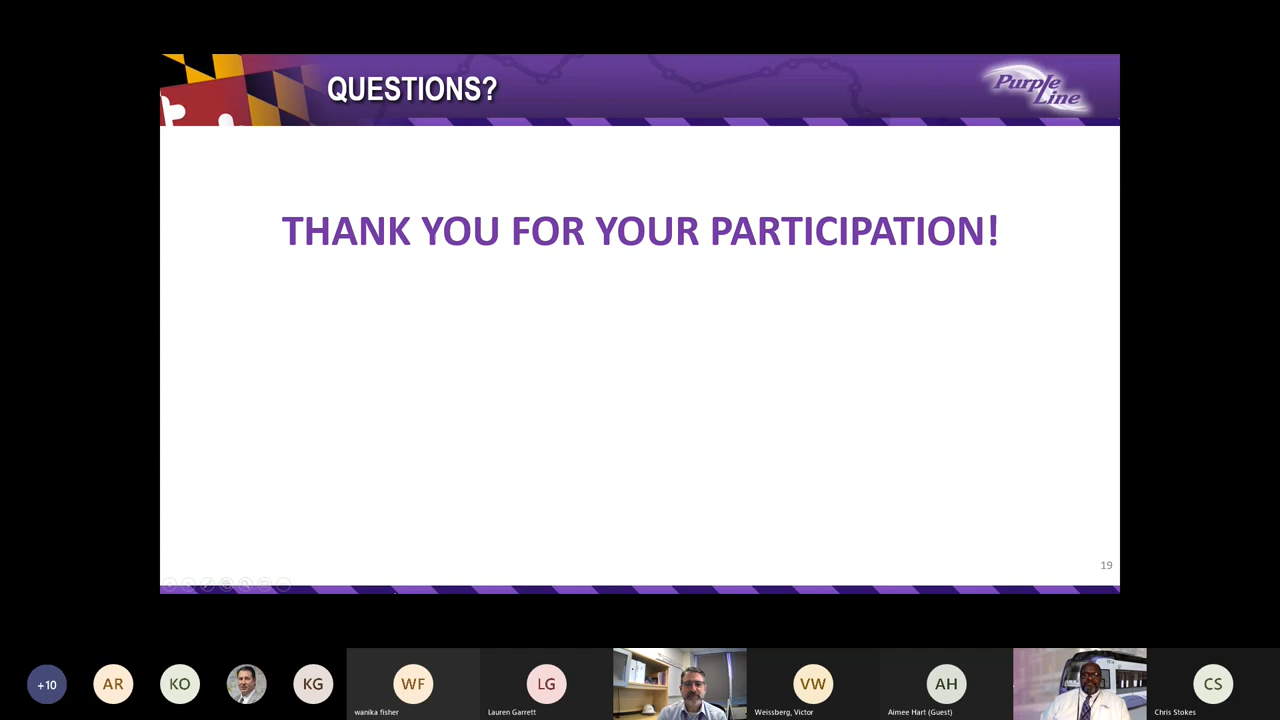 QUESTIONS?
Purple
Line
THANK YOU FOR YOUR PARTICIPATION!
19
+10
AR
KO
KG
WF
LG
VW
AH
CS
wanika fisher
Lauren Garrett
Weissberg, Victor
Aimee Hart (Guest)
Chris Stokes